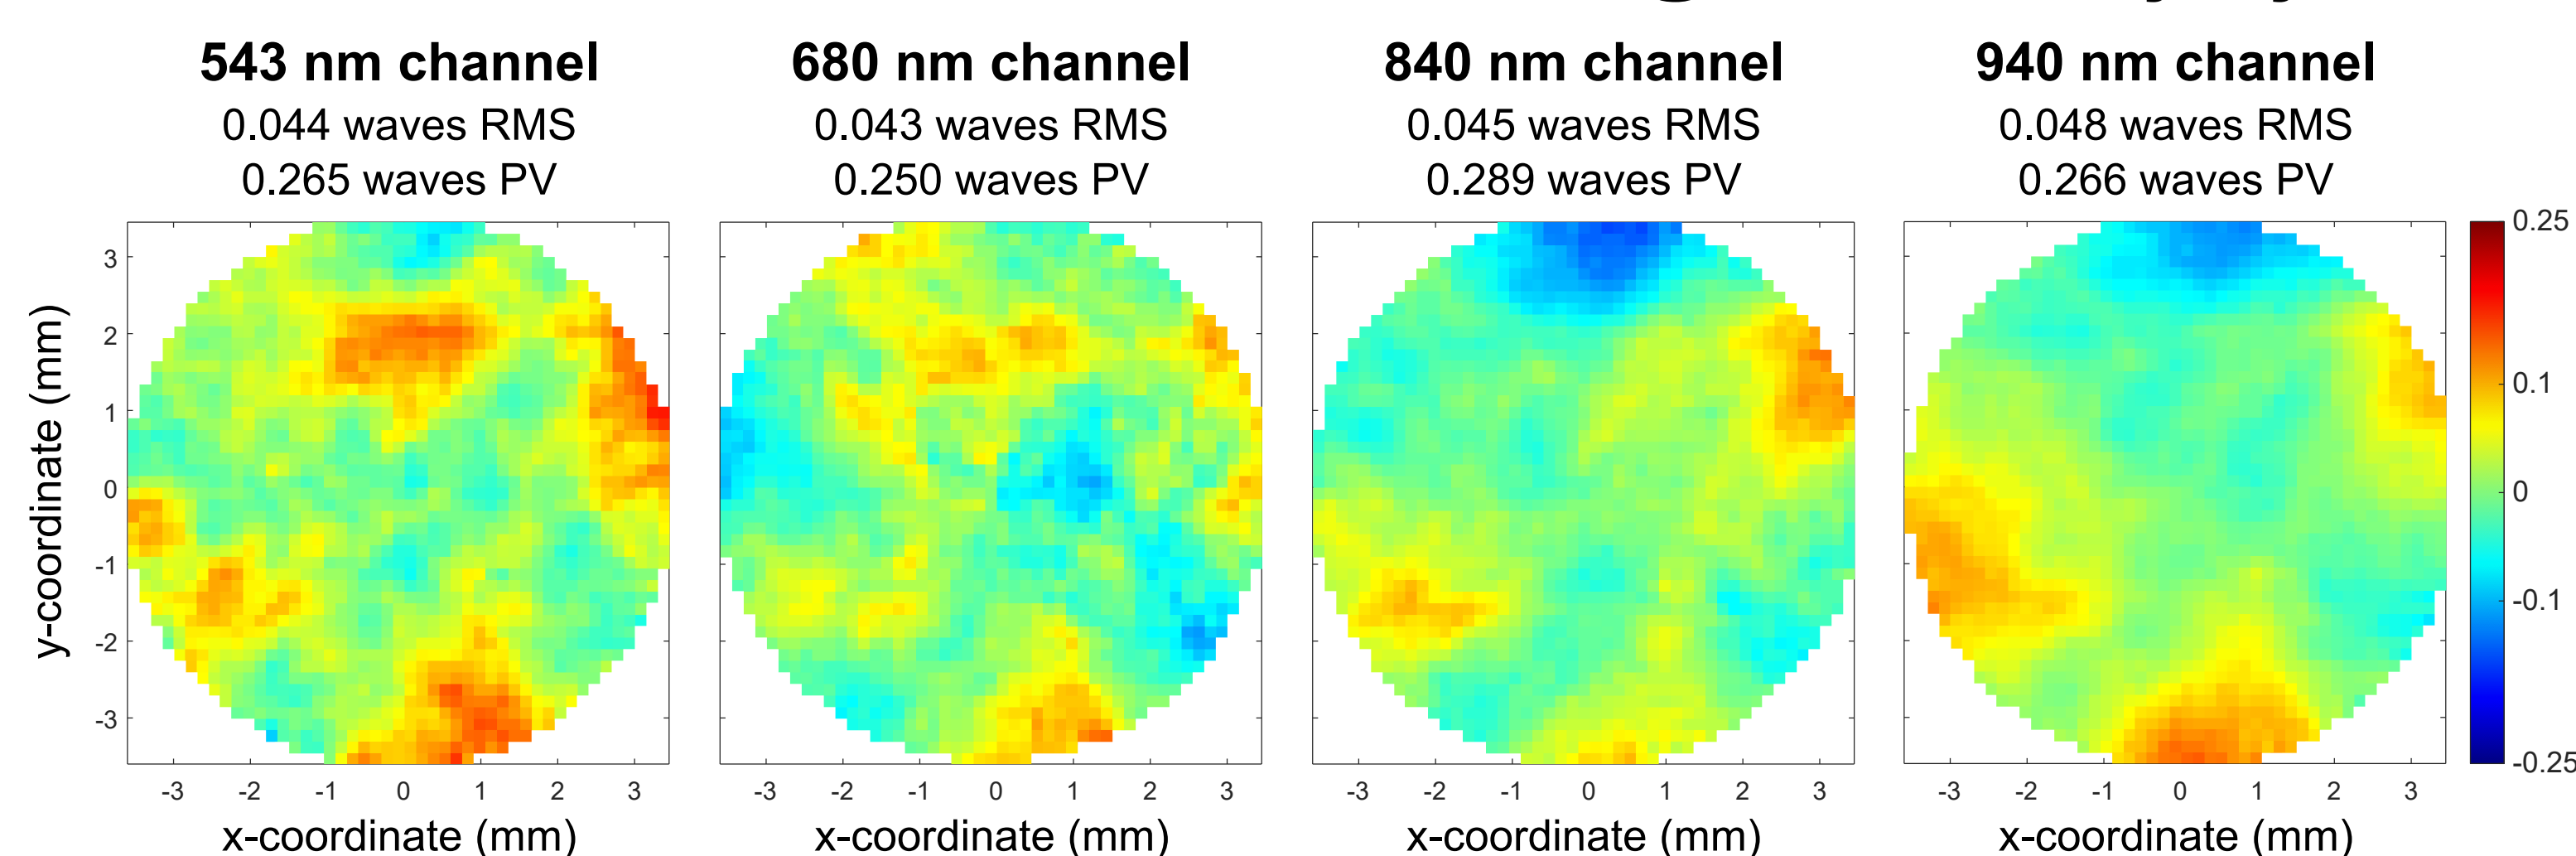 543 nm channel
0.044 waves RMS
0.265 waves PV
680 nm channel
0.043 waves RMS
0.250 waves PV
840 nm channel
0.045 waves RMS
0.289 waves PV
940 nm channel
0.048 waves RMS
0.266 waves PV
y-coordinate (mm)
3
2
1
0
-1
-2
-3
-3 -2 -1 0 1 2 3
x-coordinate (mm)
-3 -2 -1 0 1 2 3
x-coordinate (mm)
-3 -2 -1 0 1 2 3
x-coordinate (mm)
-3 -2 -1 0 1 2 3
x-coordinate (mm)
0.25
0.1
0
-0.1
-0.25